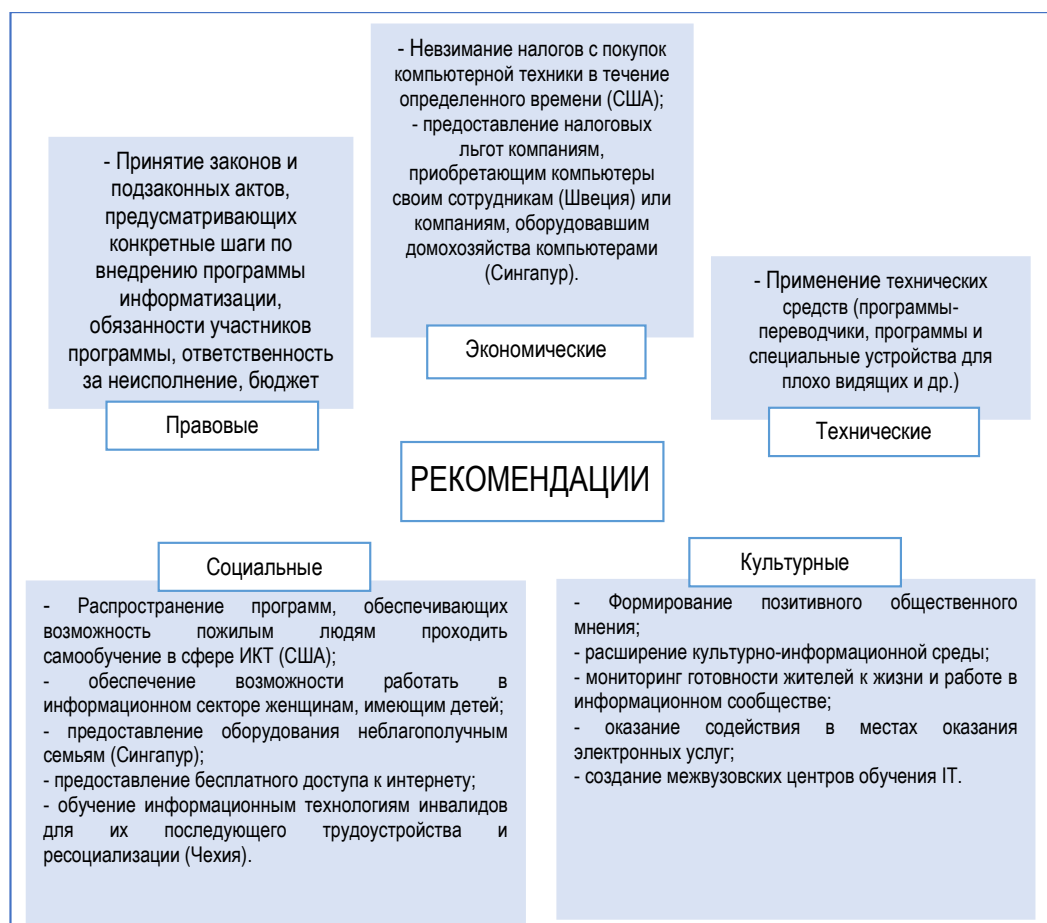 - Невзимание налогов с покупок
компьютерной техники в течение
определенного времени (США);
- предоставление налоговых
льгот компаниям,
приобретающим компьютеры
своим сотрудникам (Швеция) или
компаниям, оборудовавшим
домохозяйства компьютерами
(Сингапур).
Экономические
- Принятие законов и
подзаконных актов,
предусматривающих
конкретные шаги по
внедрению программы
информатизации,
обязанности участников
программы, ответственность
за неисполнение, бюджет
Правовые
- Применение технических
средств (программы-
переводчики, программы и
специальные устройства для
плохо видящих и др.)
Технические
РЕКОМЕНДАЦИИ
Социальные
- Распространение программ, обеспечивающих
возможность пожилым людям проходить
самообучение в сфере ИКТ (США);
- обеспечение возможности работать в
информационном секторе женщинам, имеющим детей;
- предоставление оборудования неблагополучным
семьям (Сингапур);
- предоставление бесплатного доступа к интернету;
- обучение информационным технологиям инвалидов
для их последующего трудоустройства и
ресоциализации (Чехия).
Культурные
- Формирование позитивного общественного
мнения;
- расширение культурно-информационной среды;
- мониторинг готовности жителей к жизни и работе в
информационном сообществе;
- оказание содействия в местах оказания
электронных услуг;
- создание межвузовских центров обучения IT.